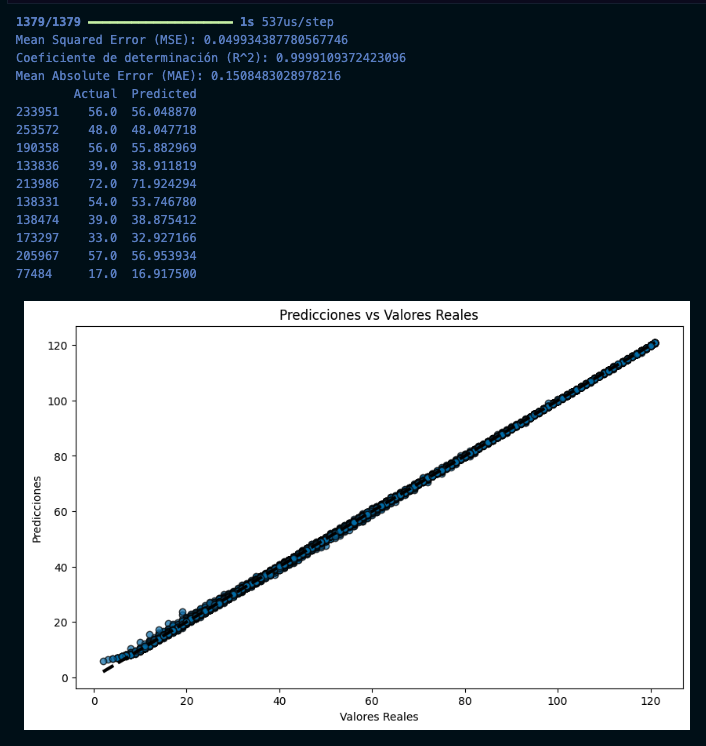 1379/1379 ━━━━━━━━━━━━━━━━━━━━ 1s 537us/step
Mean Squared Error (MSE): 0.049934387780567746
Coeficiente de determinación (R^2): 0.9999109372423096
Mean Absolute Error (MAE): 0.1508483028978216
Actual Predicted
233951 56.0 56.048870
253572 48.0 48.047718
190358 56.0 55.882969
133836 39.0 38.911819
213986 72.0 71.924294
138331 54.0 53.746780
138474 39.0 38.875412
173297 33.0 32.927166
205967 57.0 56.953934
77484 17.0 16.917500
Predicciones vs Valores Reales
120
100
80
60
40
20
0
Predicciones
0 20 40 60 80 100 120
Valores Reales